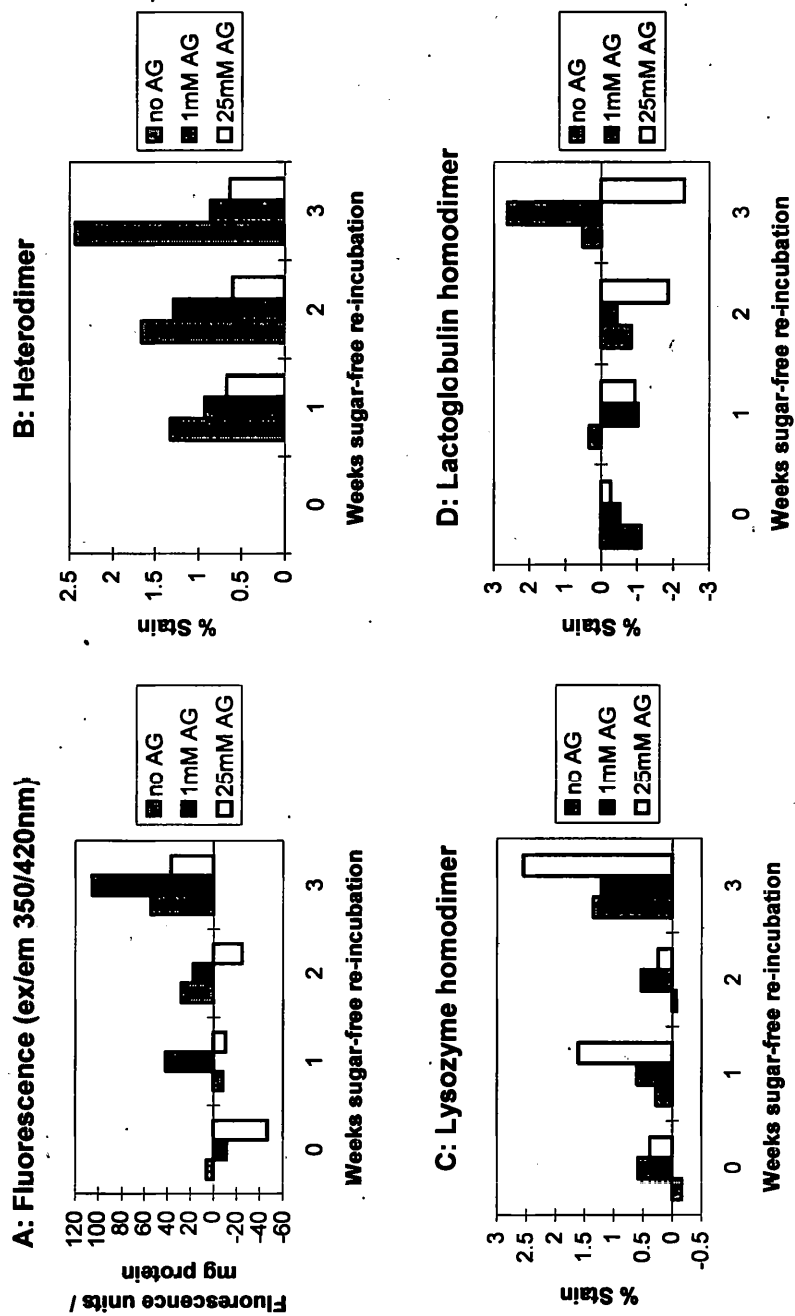 A: Fluorescence (ex/em 350/420nm)
Fluorescence units /
mg protein
120
100
80
60
40
20
0
-20
-40
-60
0 1 2 3
Weeks sugar-free re-incubation
no AG
1mM AG
25mM AG
B: Heterodimer
% Stain
2.5
2
1.5
1
0.5
0
0 1 2 3
Weeks sugar-free re-incubation
no AG
1mM AG
25mM AG
C: Lysozyme homodimer
% Stain
3
2.5
2
1.5
1
0.5
0
-0.5
0 1 2 3
Weeks sugar-free re-incubation
no AG
1mM AG
25mM AG
D: Lactoglobulin homodimer
% Stain
3
2
1
0
-1
-2
-3
0 1 2 3
Weeks sugar-free re-incubation
no AG
1mM AG
25mM AG